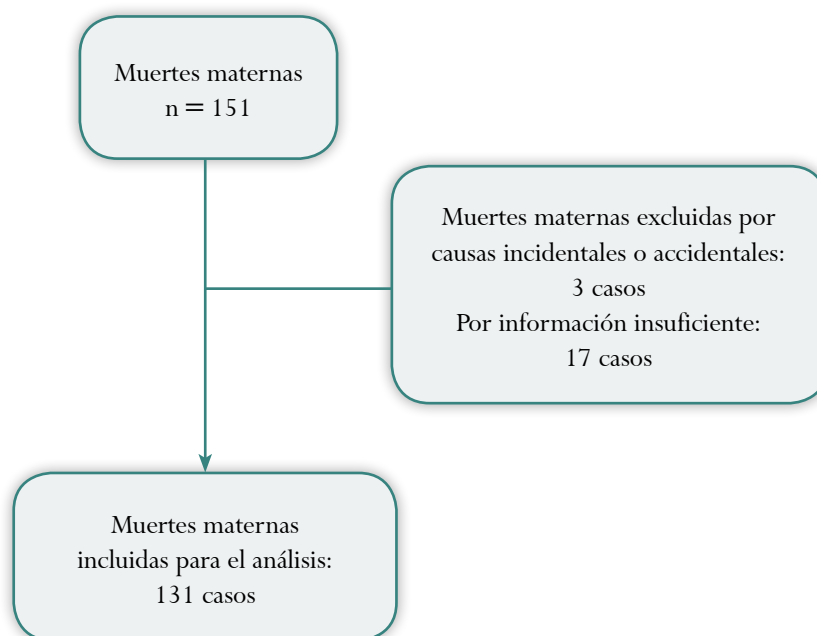 Muertes maternas
n = 151
Muertes maternas excluidas por
causas incidentales o accidentales:
3 casos
Por información insuficiente:
17 casos
Muertes maternas
incluidas para el análisis:
131 casos